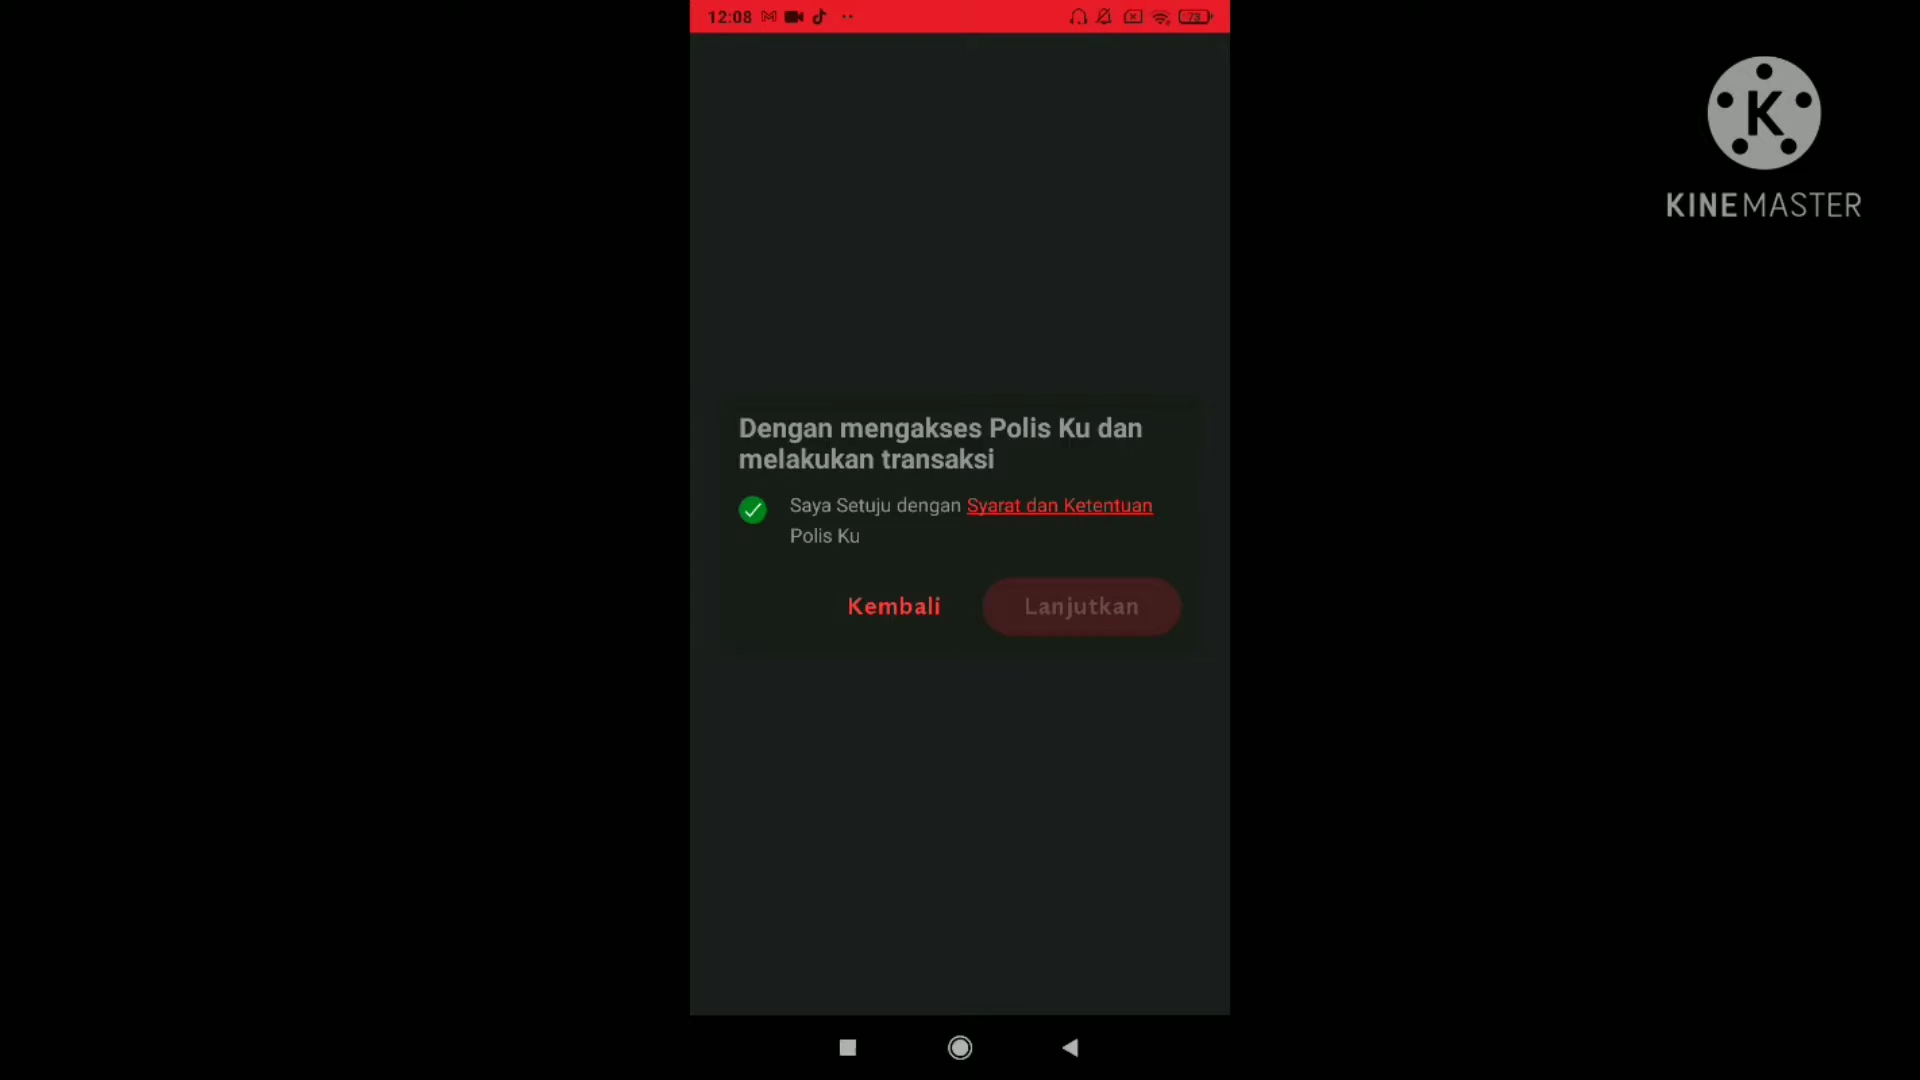 12:08
73
K
KINEMASTER
Dengan mengakses Polis Ku dan
melakukan transaksi
Saya Setuju dengan Syarat dan Ketentuan
Polis Ku
Kembali
Lanjutkan